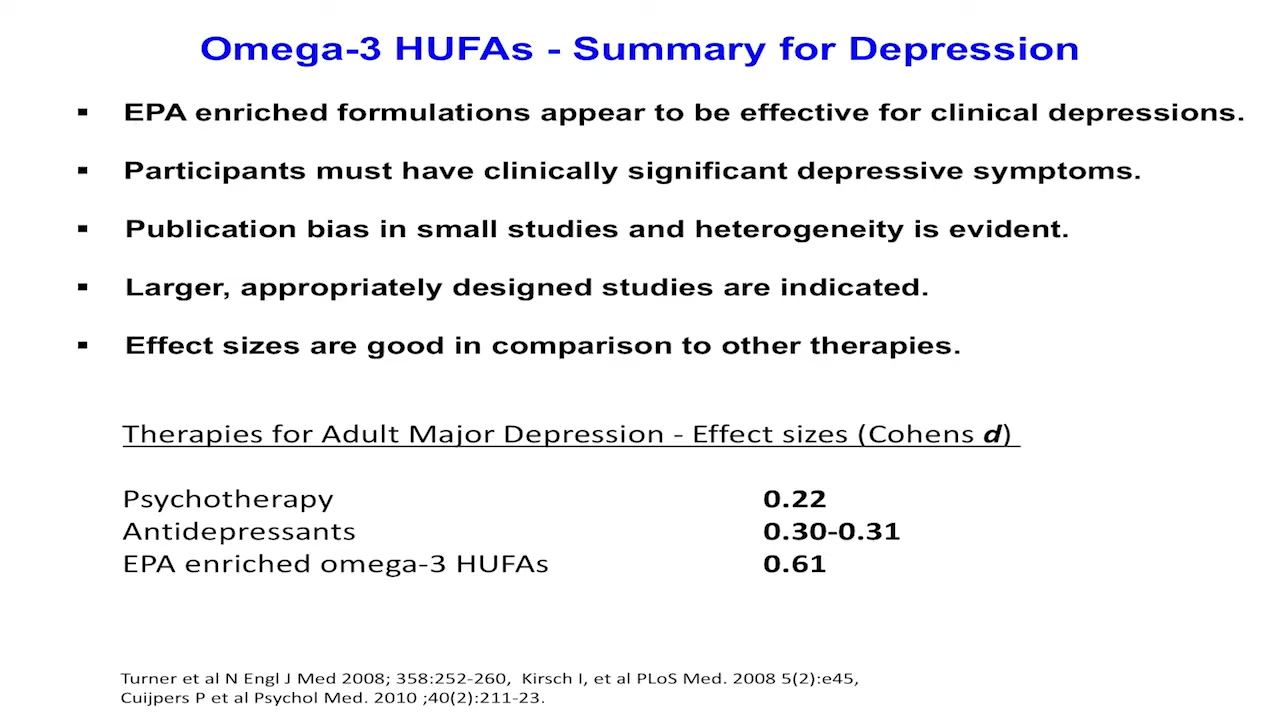 Omega-3 HUFAs - Summary for Depression
▪ EPA enriched formulations appear to be effective for clinical depressions.
▪ Participants must have clinically significant depressive symptoms.
▪ Publication bias in small studies and heterogeneity is evident.
▪ Larger, appropriately designed studies are indicated.
▪ Effect sizes are good in comparison to other therapies.
Therapies for Adult Major Depression - Effect sizes (Cohens d)
Psychotherapy 0.22
Antidepressants 0.30-0.31
EPA enriched omega-3 HUFAs 0.61
Turner et al N Engl J Med 2008; 358:252-260, Kirsch I, et al PLoS Med. 2008 5(2):e45,
Cuijpers P et al Psychol Med. 2010 ;40(2):211-23.